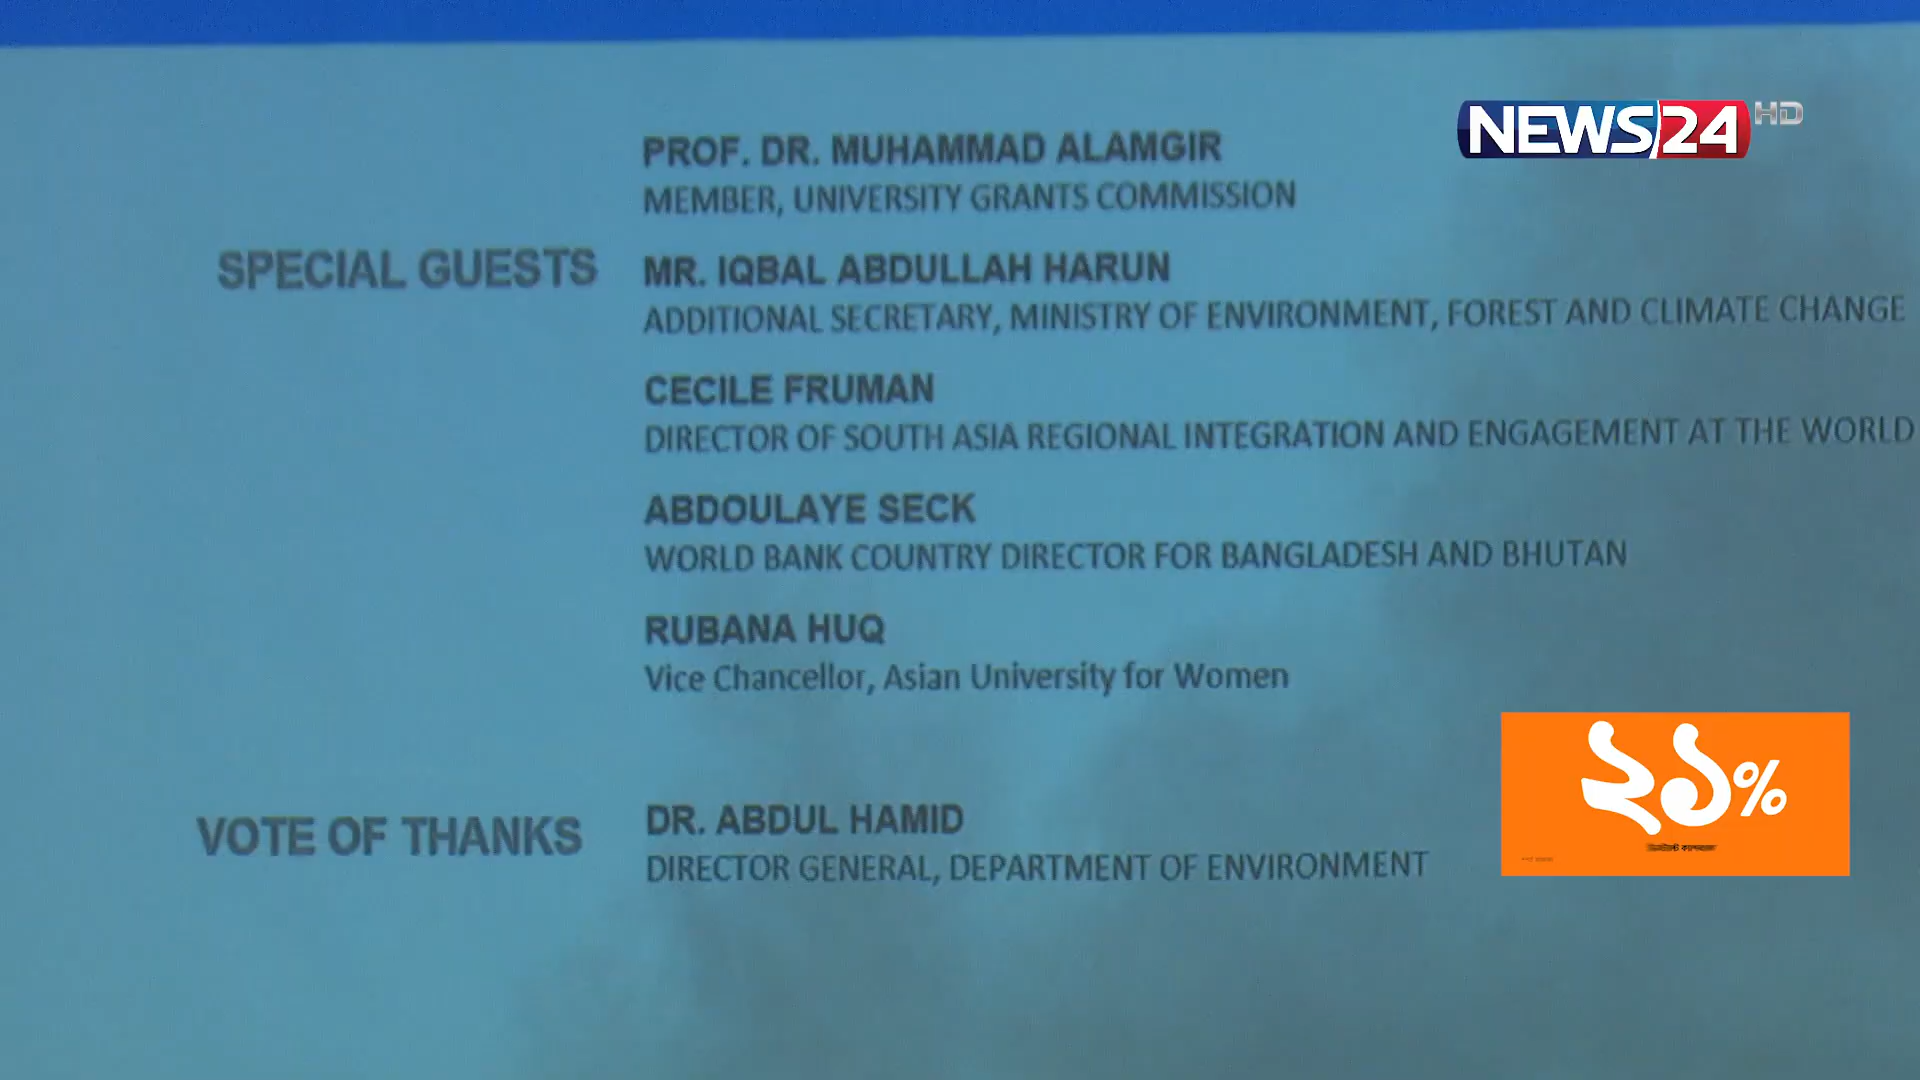 NEWS24 HD
PROF. DR. MUHAMMAD ALAMGIR
MEMBER, UNIVERSITY GRANTS COMMISSION
SPECIAL GUESTS
MR. IQBAL ABDULLAH HARUN
ADDITIONAL SECRETARY, MINISTRY OF ENVIRONMENT, FOREST AND CLIMATE CHANGE
CECILE FRUMAN
DIRECTOR OF SOUTH ASIA REGIONAL INTEGRATION AND ENGAGEMENT AT THE WORLD
ABDOULAYE SECK
WORLD BANK COUNTRY DIRECTOR FOR BANGLADESH AND BHUTAN
RUBANA HUQ
Vice Chancellor, Asian University for Women
২১%
VOTE OF THANKS
DR. ABDUL HAMID
DIRECTOR GENERAL, DEPARTMENT OF ENVIRONMENT